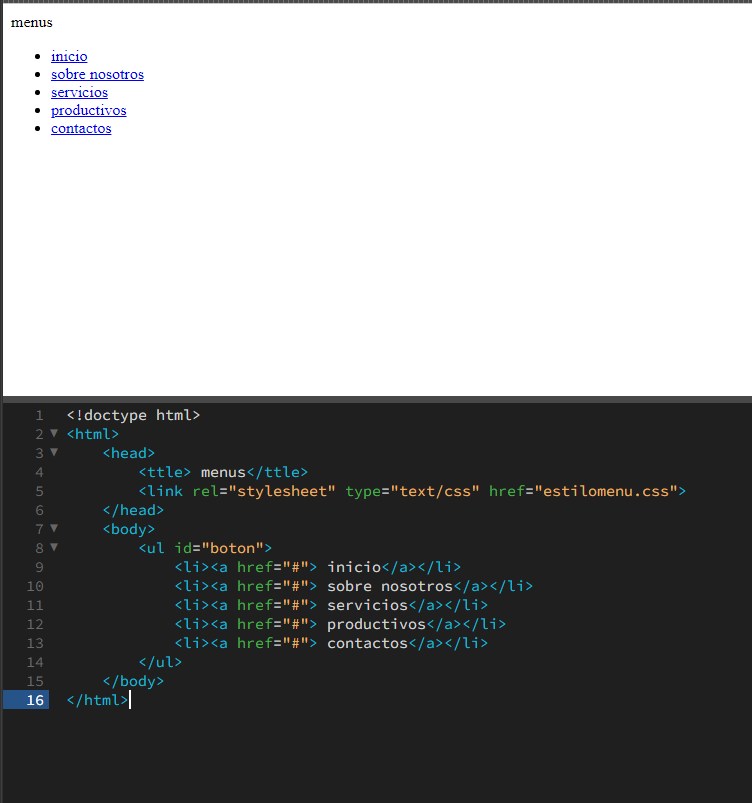 menus
inicio
sobre nosotros
servicios
productivos
contactos
1 <!doctype html>
2 <html>
3 <head>
4 <ttle> menus</ttle>
5 <link rel="stylesheet" type="text/css" href="estilomenu.css">
6 </head>
7 <body>
8 <ul id="boton">
9 <li><a href="#"> inicio</a></li>
10 <li><a href="#"> sobre nosotros</a></li>
11 <li><a href="#"> servicios</a></li>
12 <li><a href="#"> productivos</a></li>
13 <li><a href="#"> contactos</a></li>
14 </ul>
15 </body>
16 </html>